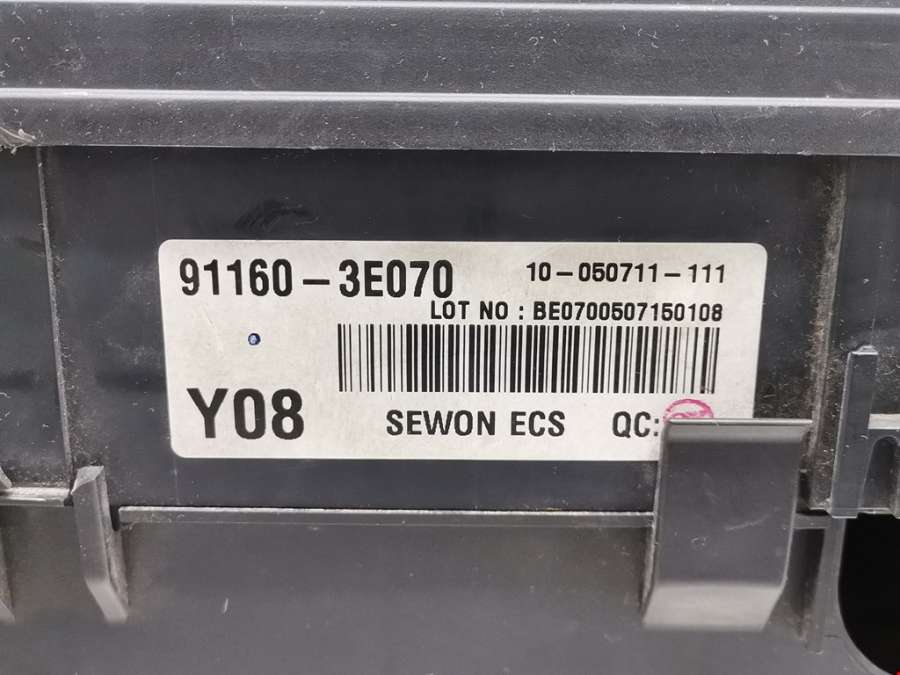 91160-3E070
10-050711-111
LOT NO : BE0700507150108
Y08
SEWON ECS
QC: